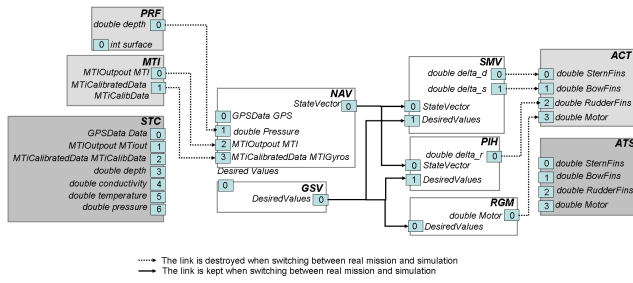 PRF
double depth 0
0 int surface
MTI
MTIOutpout MTI 0
MTiCalibratedData 1
MTiCalibData
STC
GPSData Data 0
MTIOutpout MTiout 1
MTiCalibratedData MTiCalibData 2
double depth 3
double conductivity 4
double temperature 5
double pressure 6
NAV
StateVector 0
0 GPSData GPS
1 double Pressure
2 MTIOutpout MTI
3 MTiCalibratedData MTIGyros
Desired Values
0
GSV
DesiredValues 0
SMV
double delta_d 0
double delta_s 1
0 StateVector
1 DesiredValues
PIH
double delta_r 0
0 StateVector
1 DesiredValues
RGM
double Motor 0
0 DesiredValues
ACT
0 double SternFins
1 double BowFins
2 double RudderFins
3 double Motor
ATS
0 double SternFins
1 double BowFins
2 double RudderFins
3 double Motor
The link is destroyed when switching between real mission and simulation
The link is kept when switching between real mission and simulation